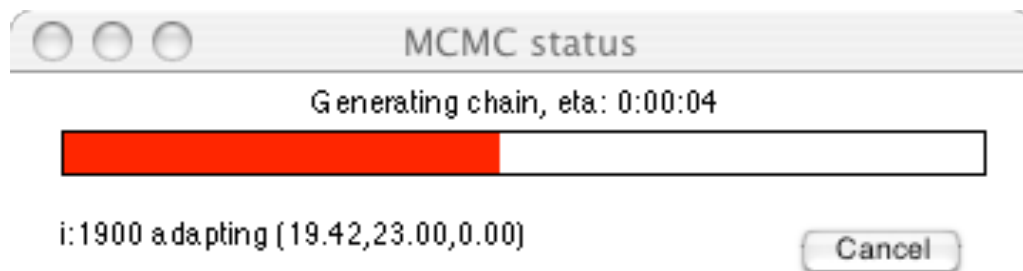 MCMC status
Generating chain, eta: 0:00:04
i:1900 adapting (19.42,23.00,0.00)
Cancel